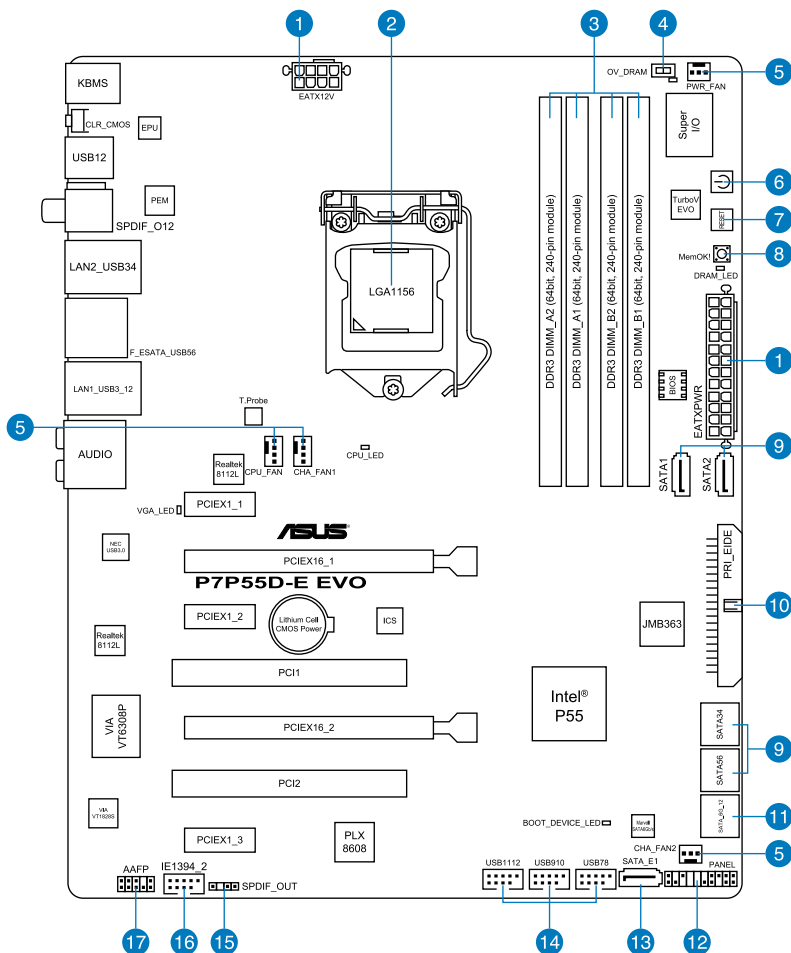 1
2
3
4
5
KBMS
EATX12V
OV_DRAM
PWR_FAN
CLR_CMOS
EPU
Super
I/O
USB12
6
PEM
TurboV
EVO
RESET
7
SPDIF_O12
MemOK!
8
DRAM_LED
LAN2_USB34
LGA1156
DDR3 DIMM_A2 (64bit, 240-pin module)
DDR3 DIMM_A1 (64bit, 240-pin module)
DDR3 DIMM_B2 (64bit, 240-pin module)
DDR3 DIMM_B1 (64bit, 240-pin module)
F_ESATA_USB56
BIOS
EATXPWR
1
LAN1_USB3_12
T.Probe
5
AUDIO
CPU_FAN
CHA_FAN1
CPU_LED
SATA1
SATA2
9
Realtek
8112L
VGA_LED
PCIEX1_1
ASUS
NEC
USB3.0
PCIEX16_1
PRI_EIDE
P7P55D-E EVO
10
PCIEX1_2
Lithium Cell
CMOS Power
ICS
JMB363
Realtek
8112L
PCI1
Intel®
P55
VIA
VT6308P
PCIEX16_2
SATA34
9
SATA56
PCI2
VIA
VT1828S
BOOT_DEVICE_LED
Marvell
SATA6Gb/s
SATA_6G_12
11
PCIEX1_3
PLX
8608
CHA_FAN2
5
AAFP
IE1394_2
SPDIF_OUT
USB1112
USB910
USB78
SATA_E1
PANEL
17
16
15
14
13
12